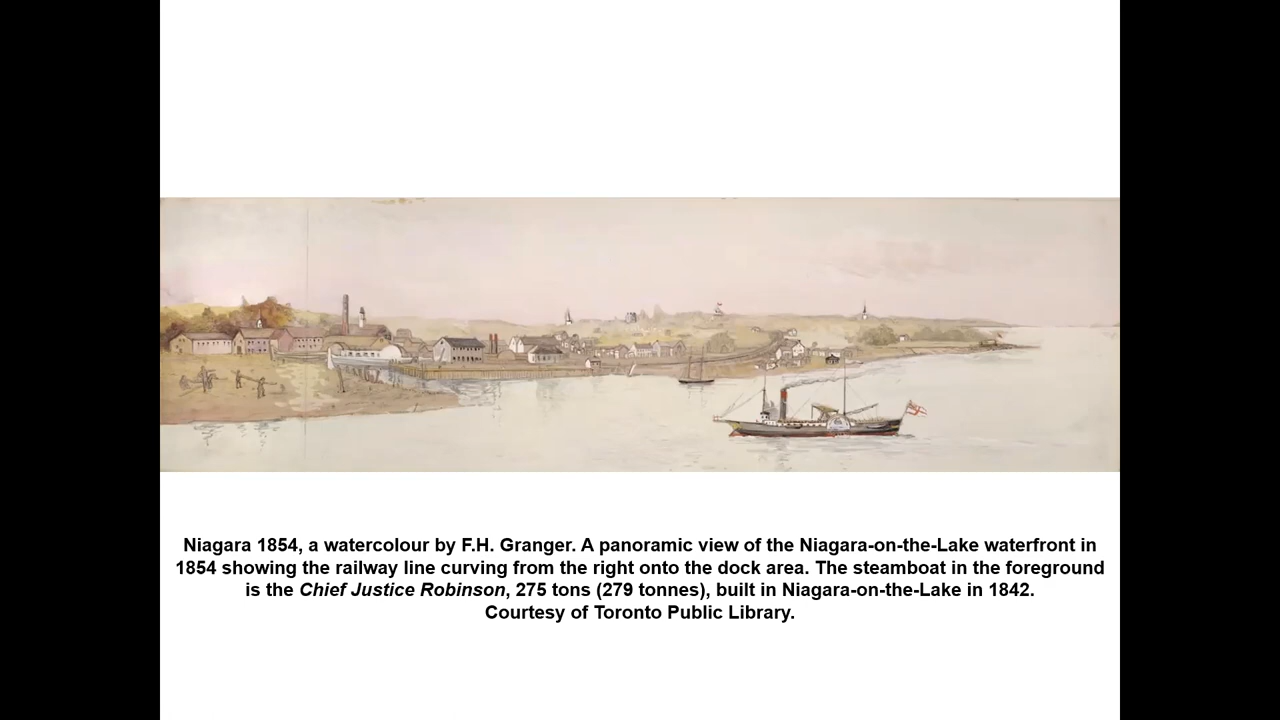 Niagara 1854, a watercolour by F.H. Granger. A panoramic view of the Niagara-on-the-Lake waterfront in
1854 showing the railway line curving from the right onto the dock area. The steamboat in the foreground
is the Chief Justice Robinson, 275 tons (279 tonnes), built in Niagara-on-the-Lake in 1842.
Courtesy of Toronto Public Library.